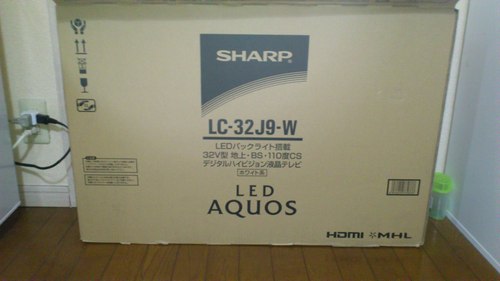 SHARP
LC-32J9-W
LEDバックライト搭載
32V型 地上・BS・110度CS
デジタルハイビジョン液晶テレビ
ホワイト系
LED
AQUOS
HDMI MHL